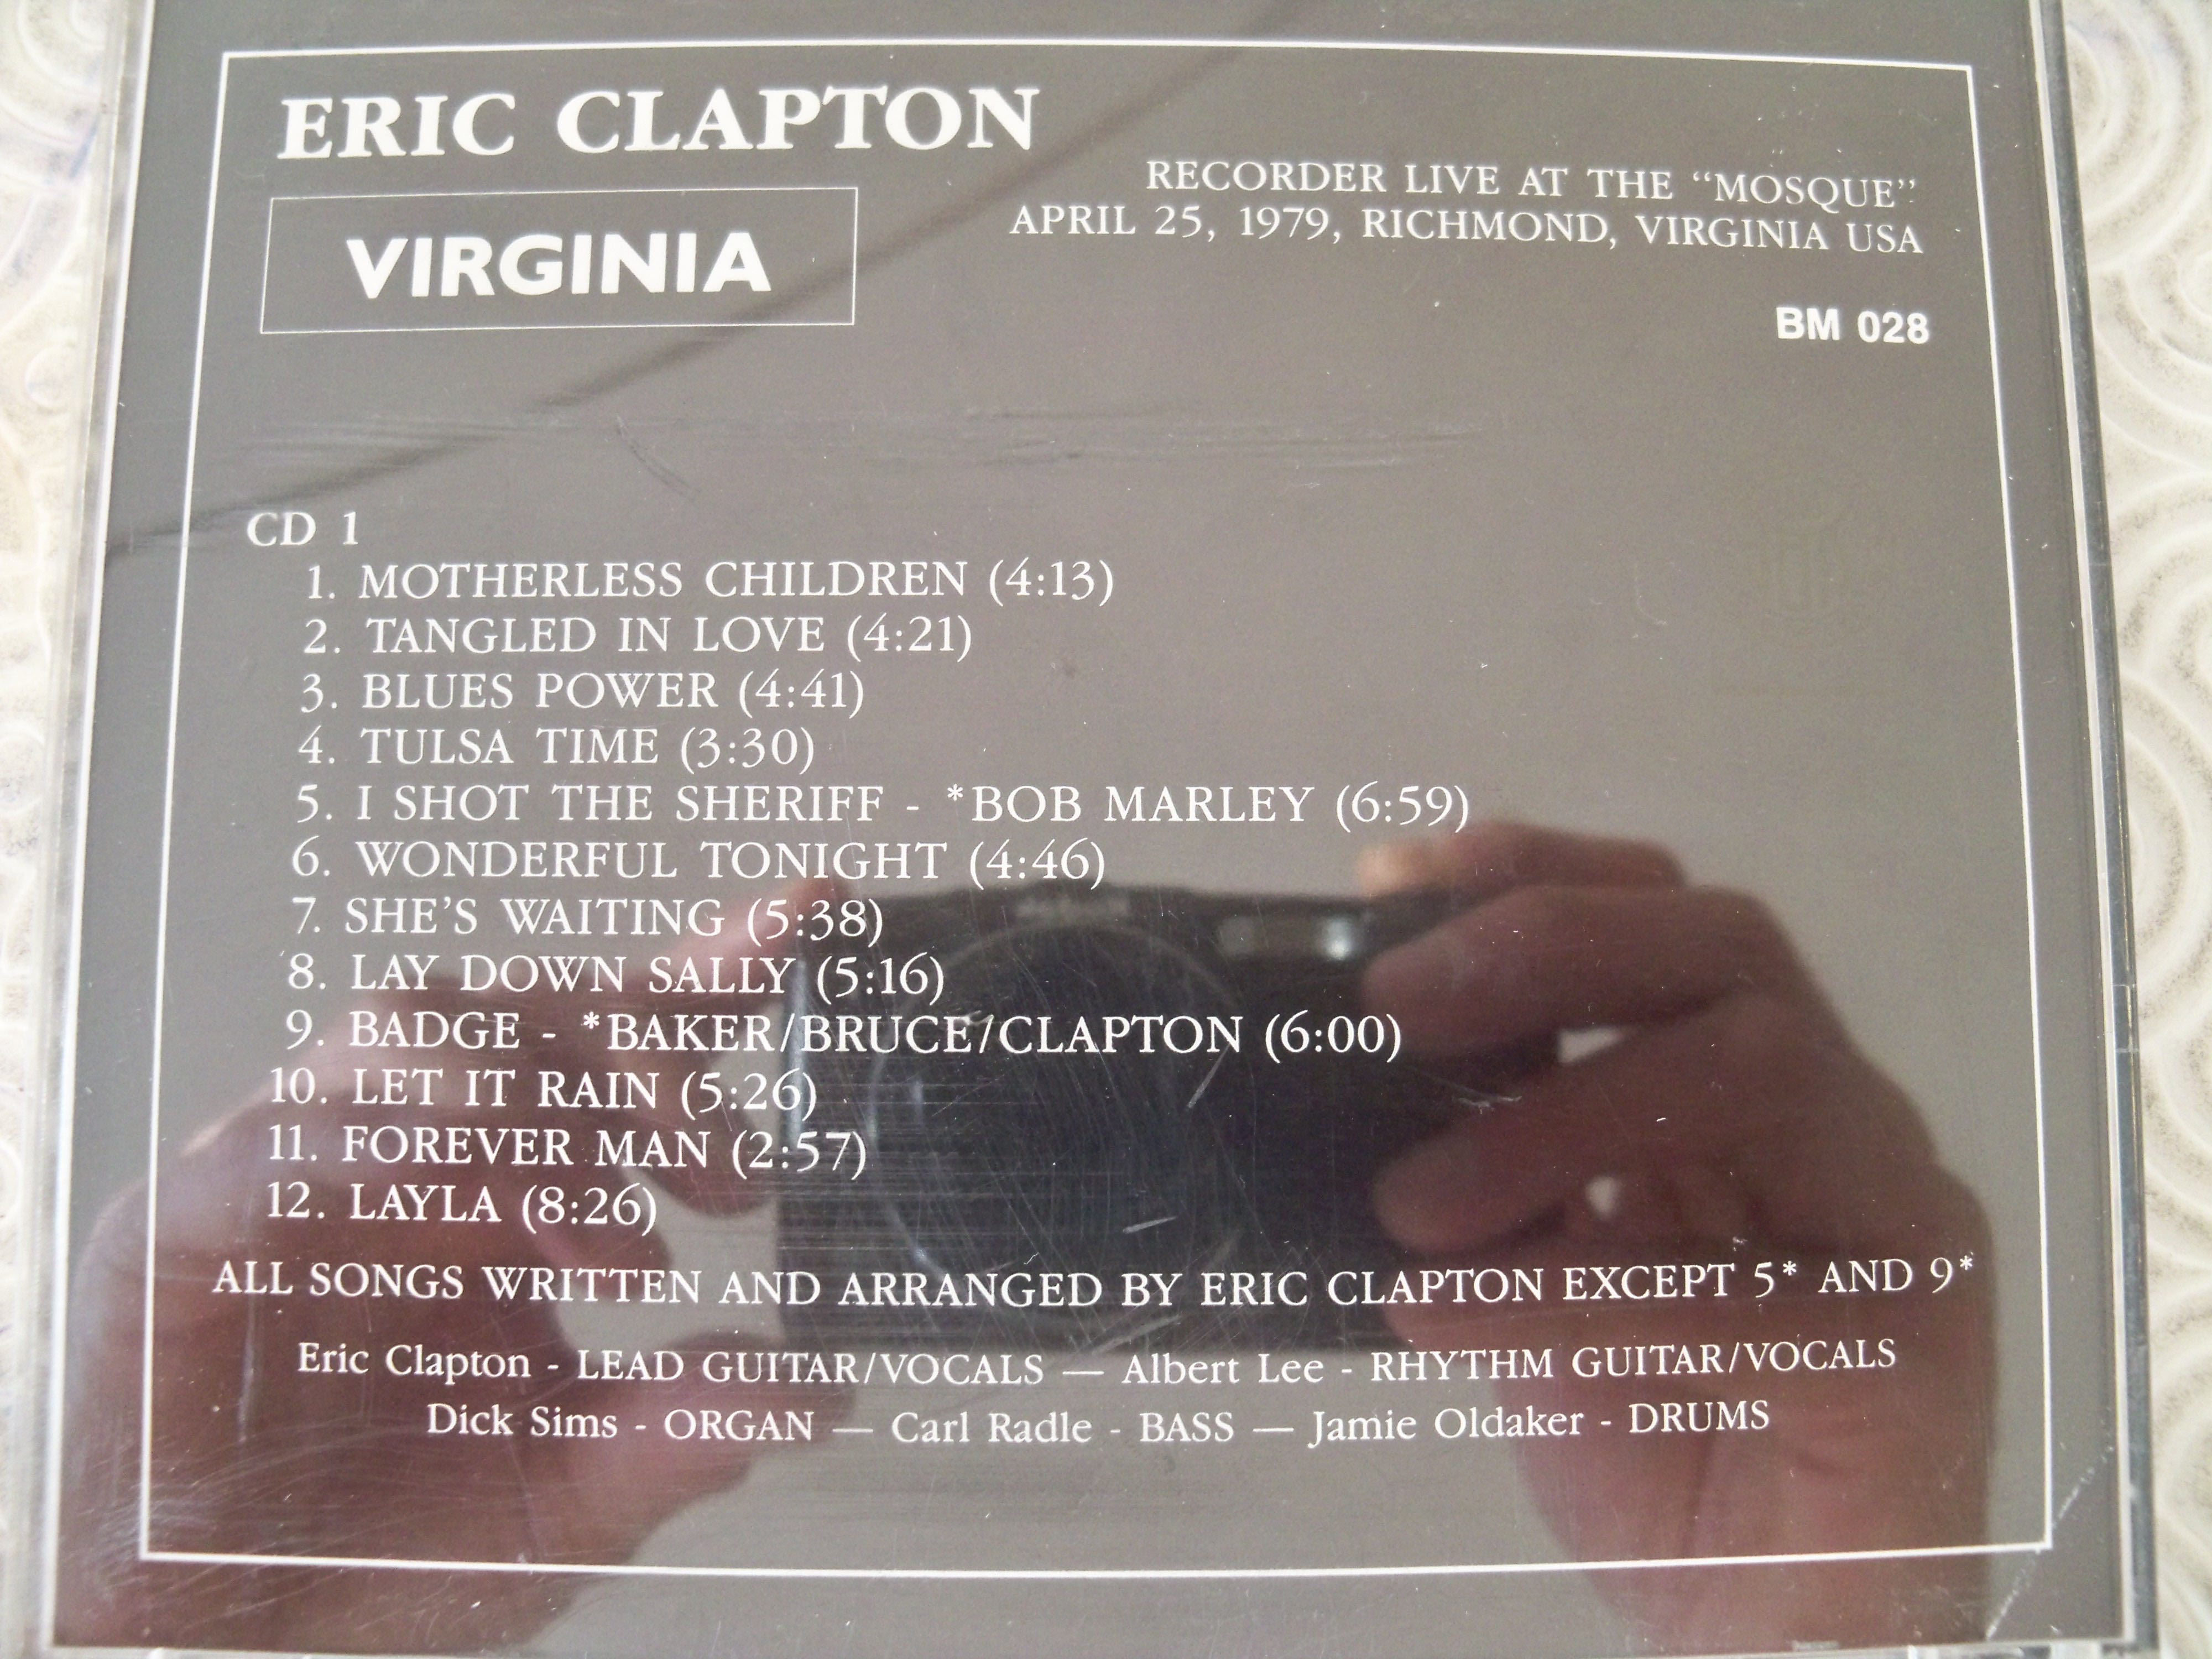 ERIC CLAPTON
VIRGINIA
RECORDER LIVE AT THE “MOSQUE”
APRIL 25, 1979, RICHMOND, VIRGINIA USA
BM 028
CD 1
1. MOTHERLESS CHILDREN (4:13)
2. TANGLED IN LOVE (4:21)
3. BLUES POWER (4:41)
4. TULSA TIME (3:30)
5. I SHOT THE SHERIFF - *BOB MARLEY (6:59)
6. WONDERFUL TONIGHT (4:46)
7. SHE’S WAITING (5:38)
8. LAY DOWN SALLY (5:16)
9. BADGE - *BAKER/BRUCE/CLAPTON (6:00)
10. LET IT RAIN (5:26)
11. FOREVER MAN (2:57)
12. LAYLA (8:26)
ALL SONGS WRITTEN AND ARRANGED BY ERIC CLAPTON EXCEPT 5* AND 9*
Eric Clapton - LEAD GUITAR/VOCALS — Albert Lee - RHYTHM GUITAR/VOCALS
Dick Sims - ORGAN — Carl Radle - BASS — Jamie Oldaker - DRUMS